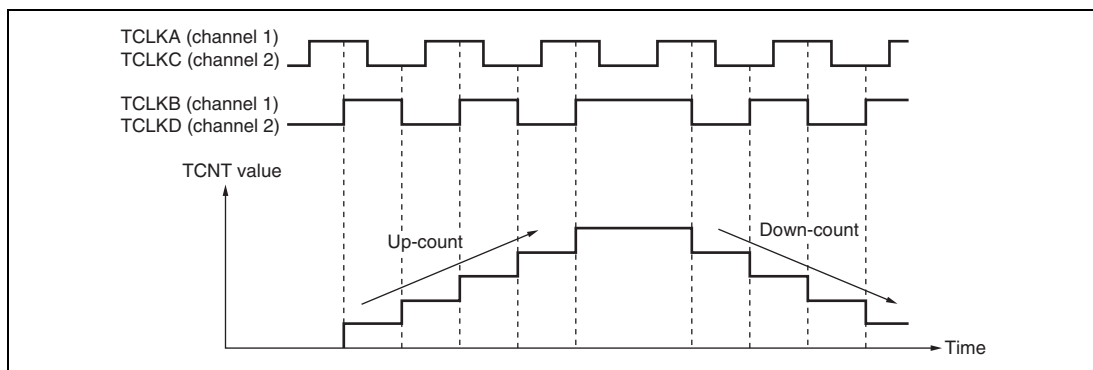 TCLKA (channel 1)
TCLKC (channel 2)
TCLKB (channel 1)
TCLKD (channel 2)
TCNT value
Up-count
Down-count
Time